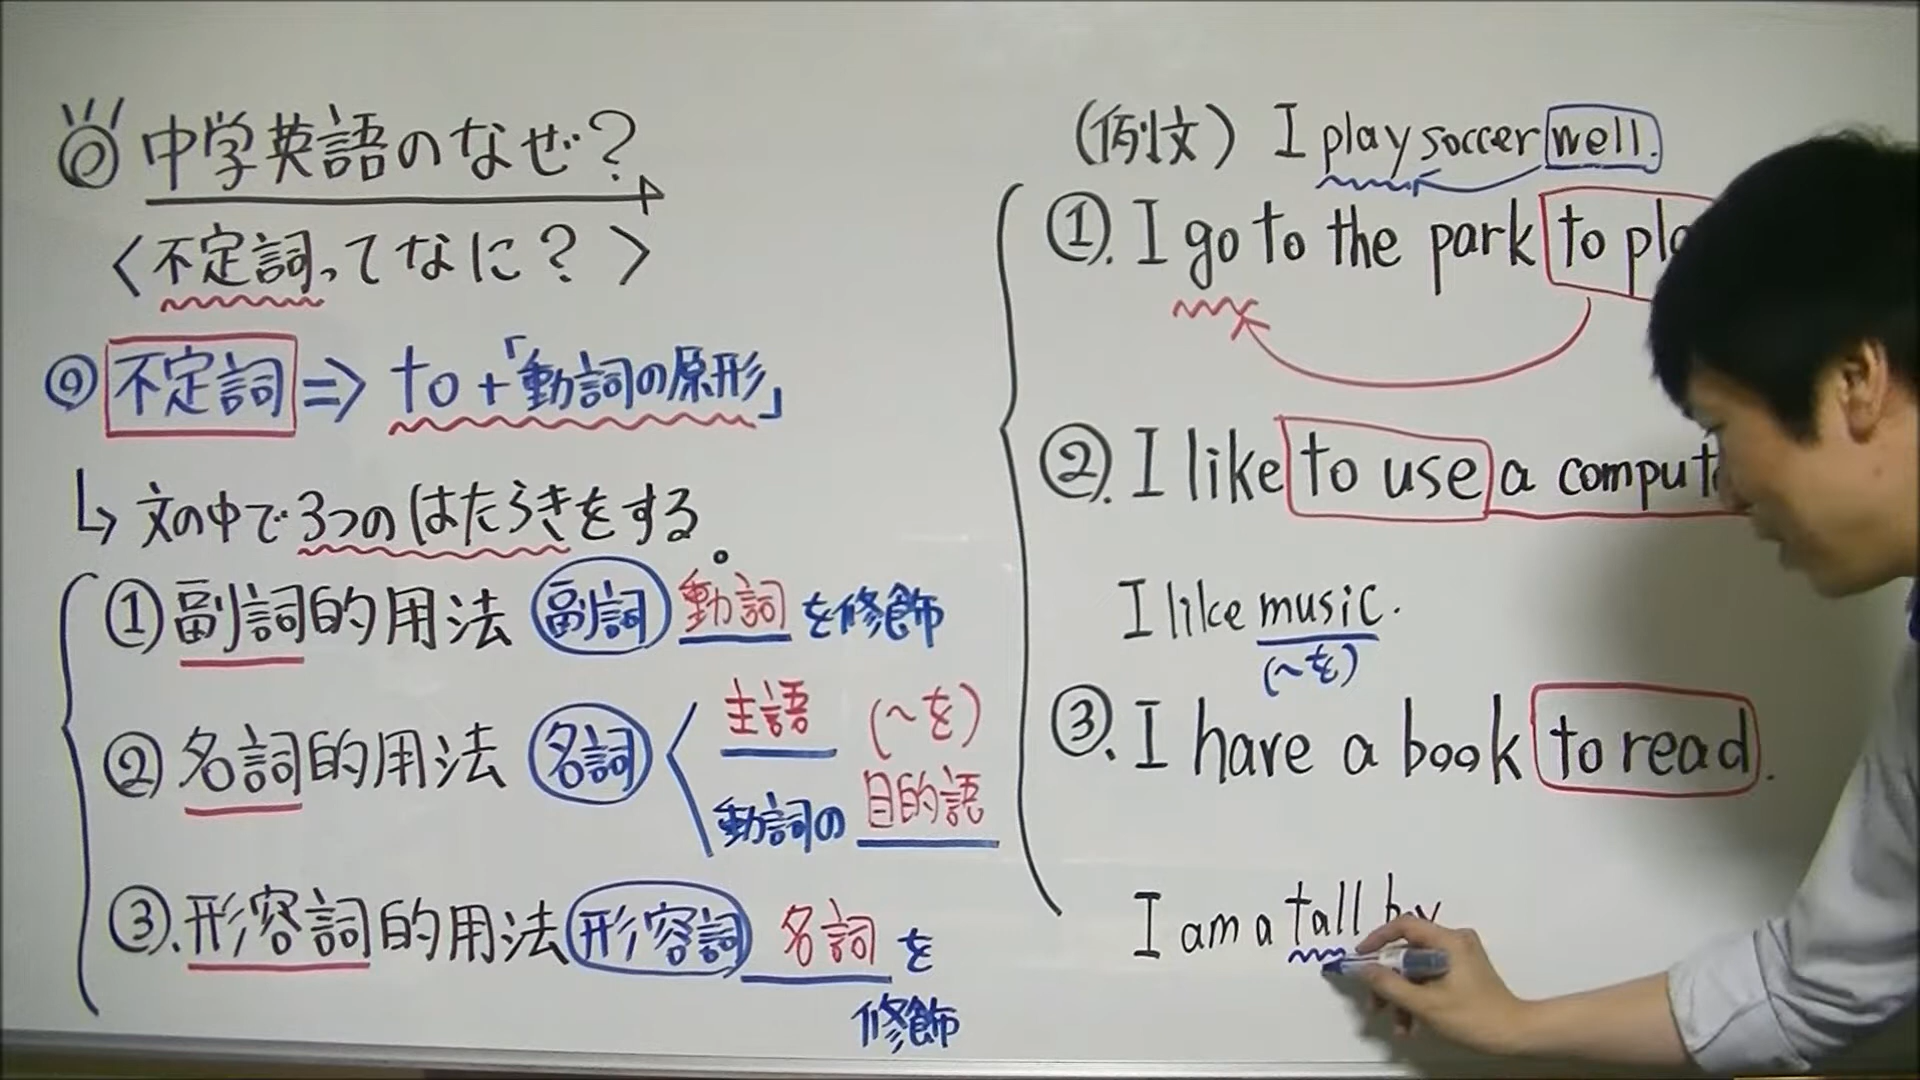 ◎中学英語のなぜ？
〈不定詞ってなに？〉
◎不定詞⇒to+「動詞の原形」
↳文の中で3つのはたらきをする。
①副詞的用法 副詞 動詞を修飾
②名詞的用法 名詞 主語 (〜を)
動詞の目的語
③.形容詞的用法 形容詞 名詞を
修飾
(例文) I play soccer well.
①. I go to the park to
②. I like to use a
I like music.
(〜を)
③. I have a book to read.
I am a tall